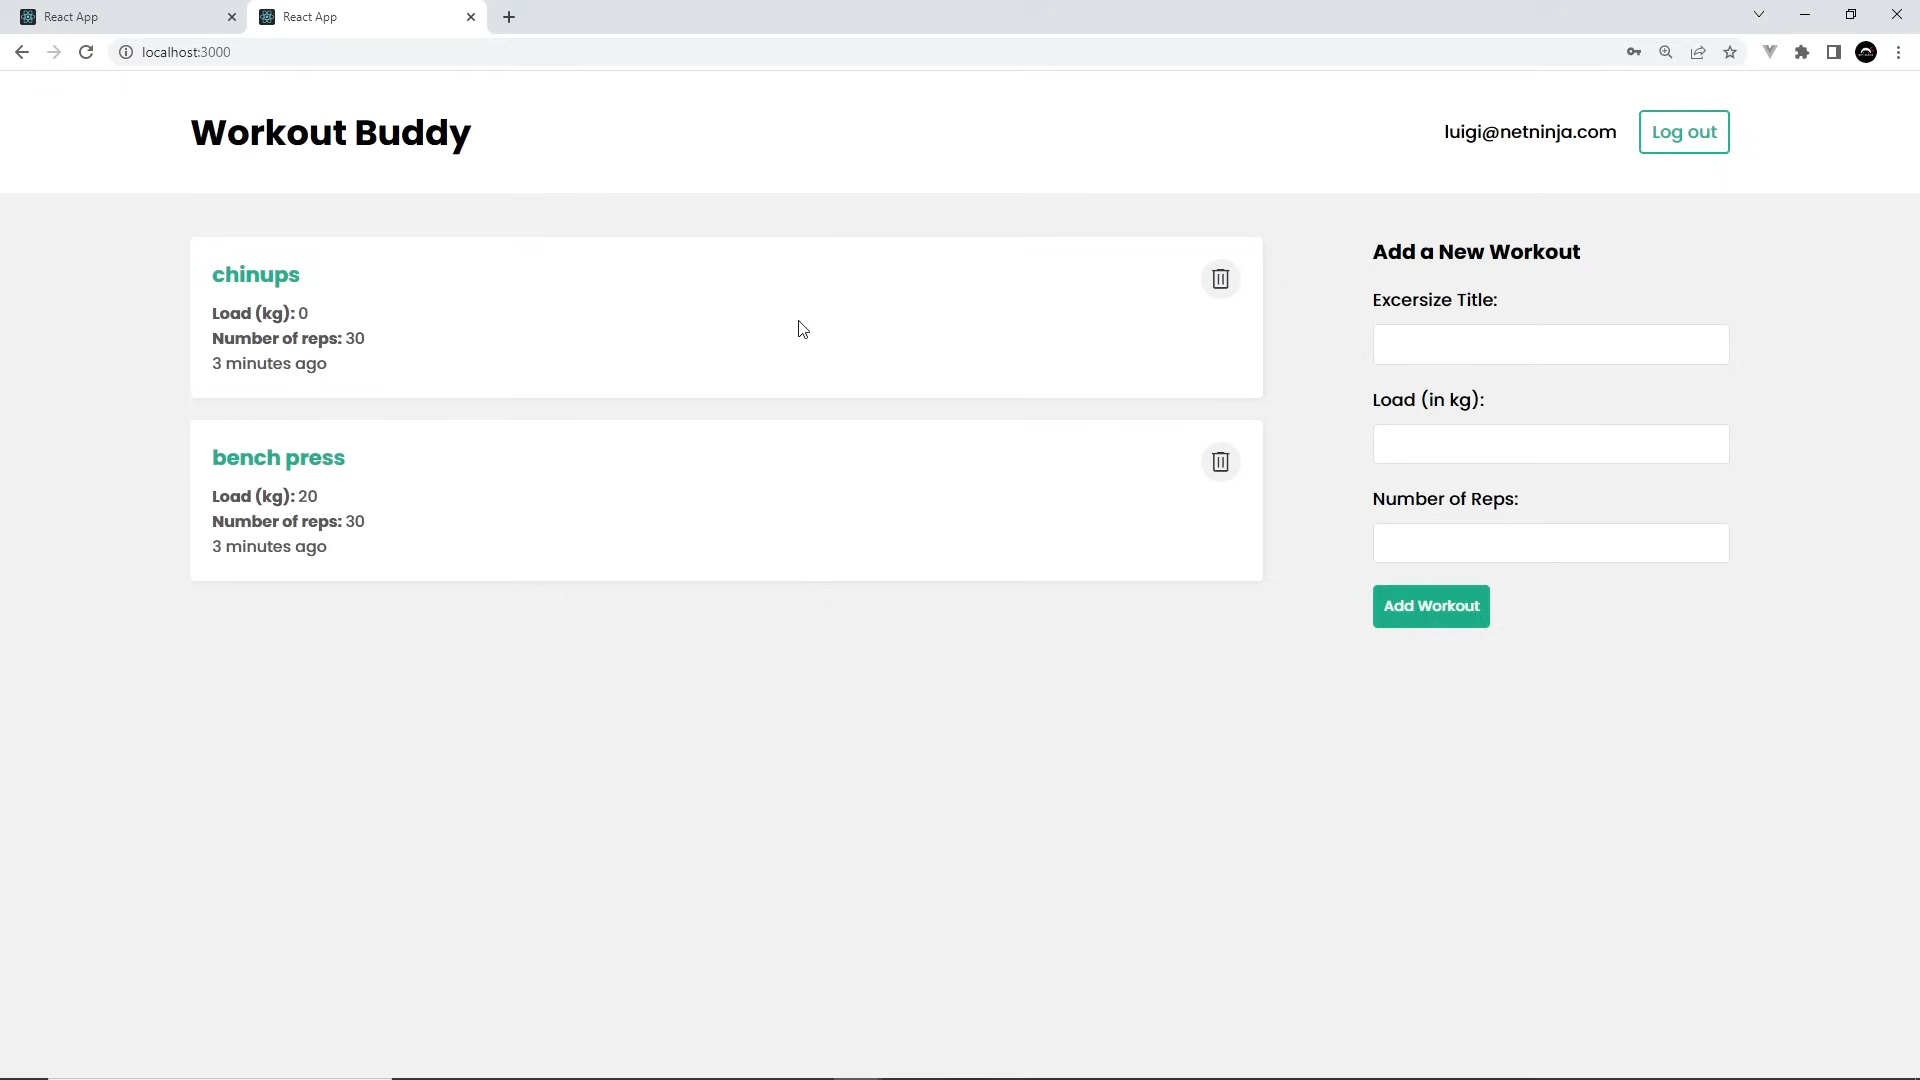 React App
React App
localhost:3000
Workout Buddy
luigi@netninja.com
Log out
chinups
Load (kg): 0
Number of reps: 30
3 minutes ago
bench press
Load (kg): 20
Number of reps: 30
3 minutes ago
Add a New Workout
Excersize Title:
Load (in kg):
Number of Reps:
Add Workout